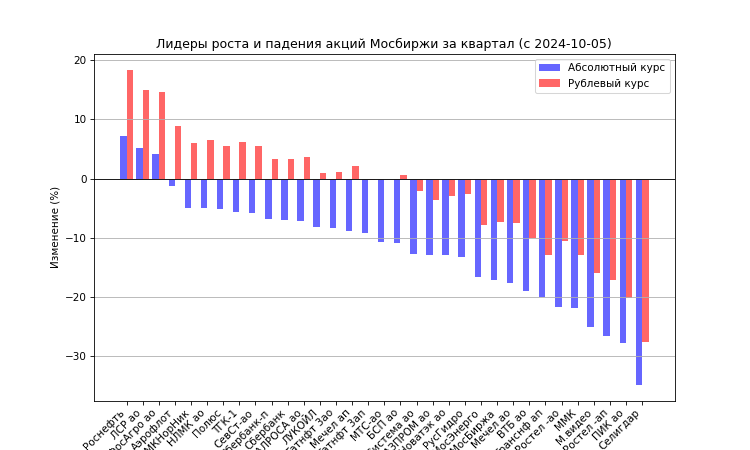 Лидеры роста и падения акций Мосбиржи за квартал (с 2024-10-05)
Абсолютный курс
Рублевый курс
Изменение (%)
20
10
0
−10
−20
−30
Роснефть
ЛСР ао
РосАгро ао
Аэрофлот
МКНорНик
НЛМК ао
Полюс
ТГК-1
СевСт-ао
бербанк-п
Сбербанк
АЛРОСА ао
ЛУКОЙЛ
Татнфт 3ао
Мечел ап
Татнфт 3ап
МТС-ао
БСП ао
Система ао
АЗПРОМ ао
Новатэк ао
РусГидро
МосЭнерго
МосБиржа
Мечел ао
ВТБ ао
Транснф ап
Ростел -ао
ММК
М.видео
Ростел -ап
ПИК ао
Селигдар